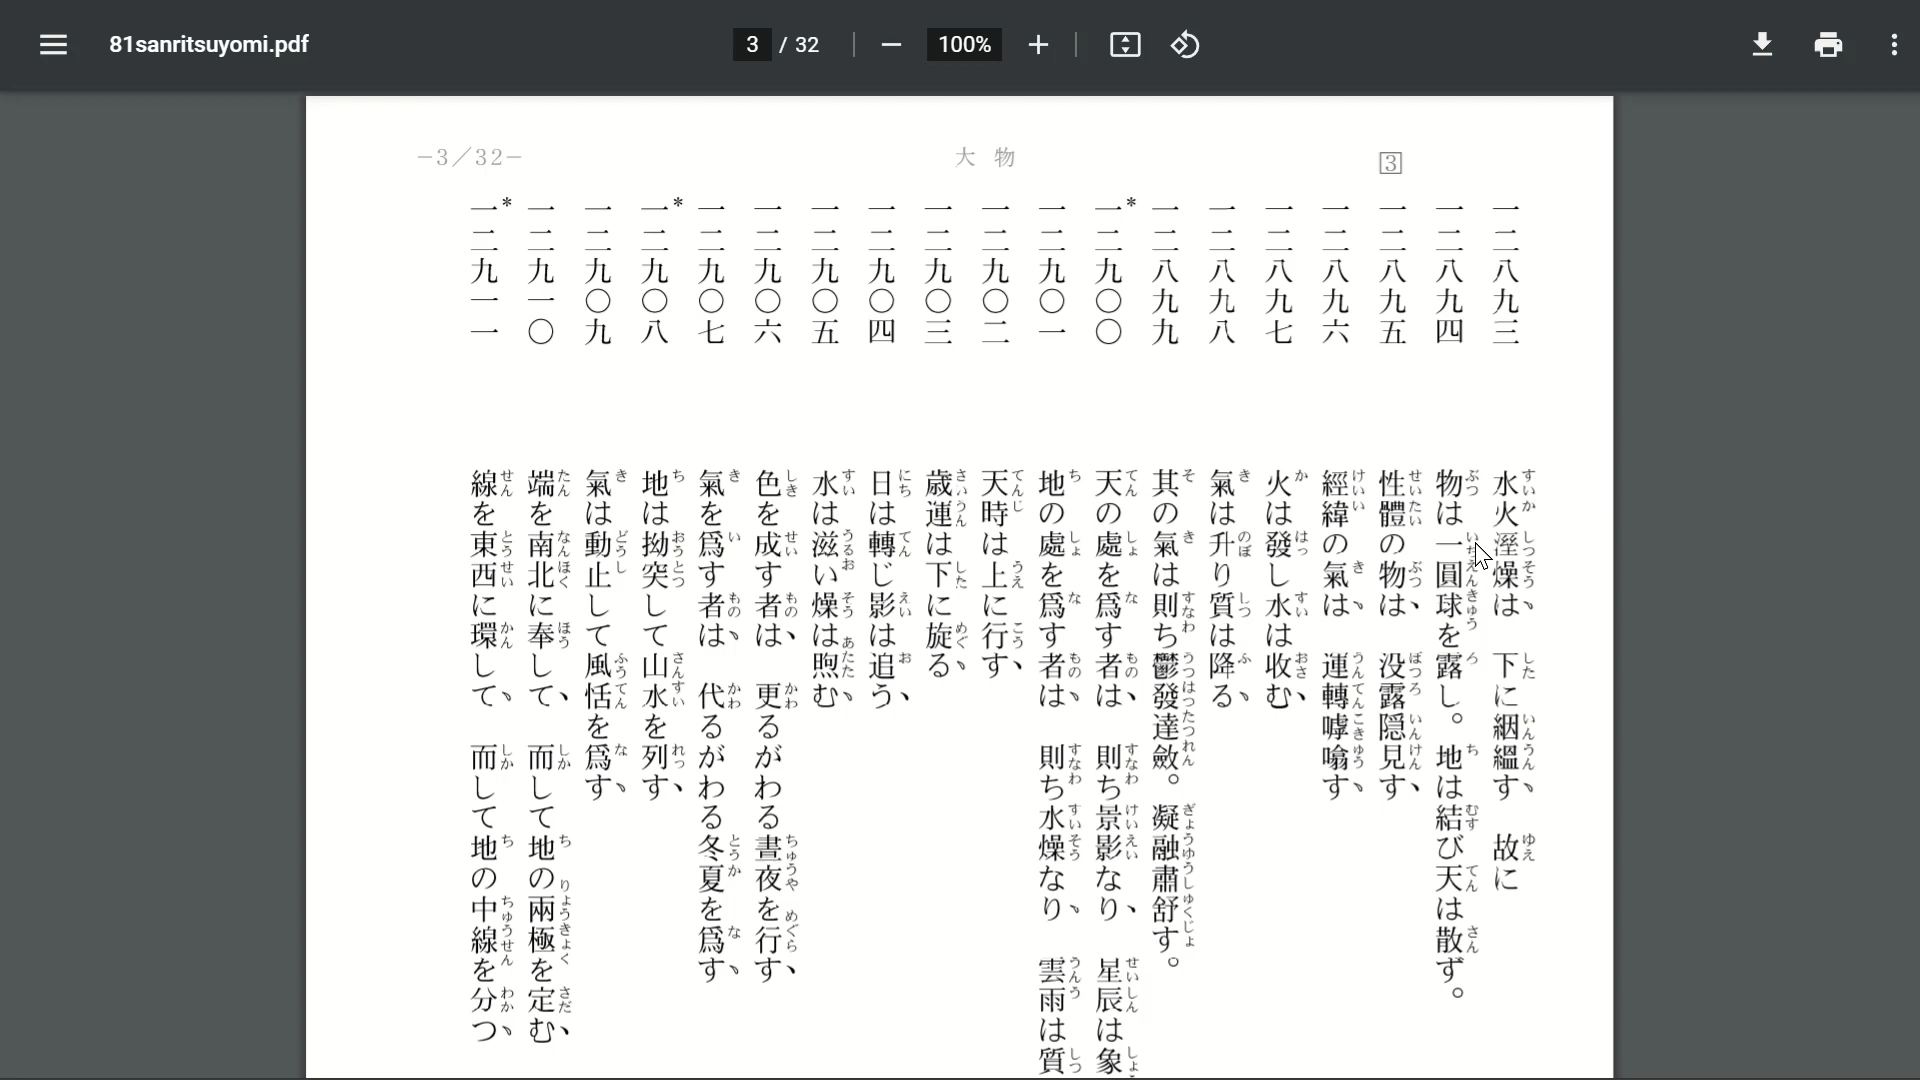 81sanritsuyomi.pdf
3 / 32
100%
－3／32－
大物
3
一二八九三 水火溼燥は、 下に絪縕す、 故に
一二八九四 物は一圓球を露し。地は結び天は散ず。
一二八九五 性體の物は、 没露隠見す、
一二八九六 經緯の氣は、 運轉嘑噏す、
一二八九七 火は發し水は收む、
一二八九八 氣は升り質は降る、
一二八九九 其の氣は則ち鬱發達斂。凝融肅舒す。
*一二九〇〇 天の處を爲す者は、 則ち景影なり、 星辰は象
一二九〇一 地の處を爲す者は、 則ち水燥なり、 雲雨は質
一二九〇二 天時は上に行す、
一二九〇三 歳運は下に旋る、
一二九〇四 日は轉じ影は追う、
一二九〇五 水は滋い燥は煦む、
一二九〇六 色を成す者は、 更るがわる晝夜を行す、
一二九〇七 氣を爲す者は、 代るがわる冬夏を爲す、
*一二九〇八 地は拗突して山水を列す、
一二九〇九 氣は動止して風恬を爲す、
一二九一〇 端を南北に奉して、 而して地の兩極を定む、
*一二九一一 線を東西に環して、 而して地の中線を分つ、